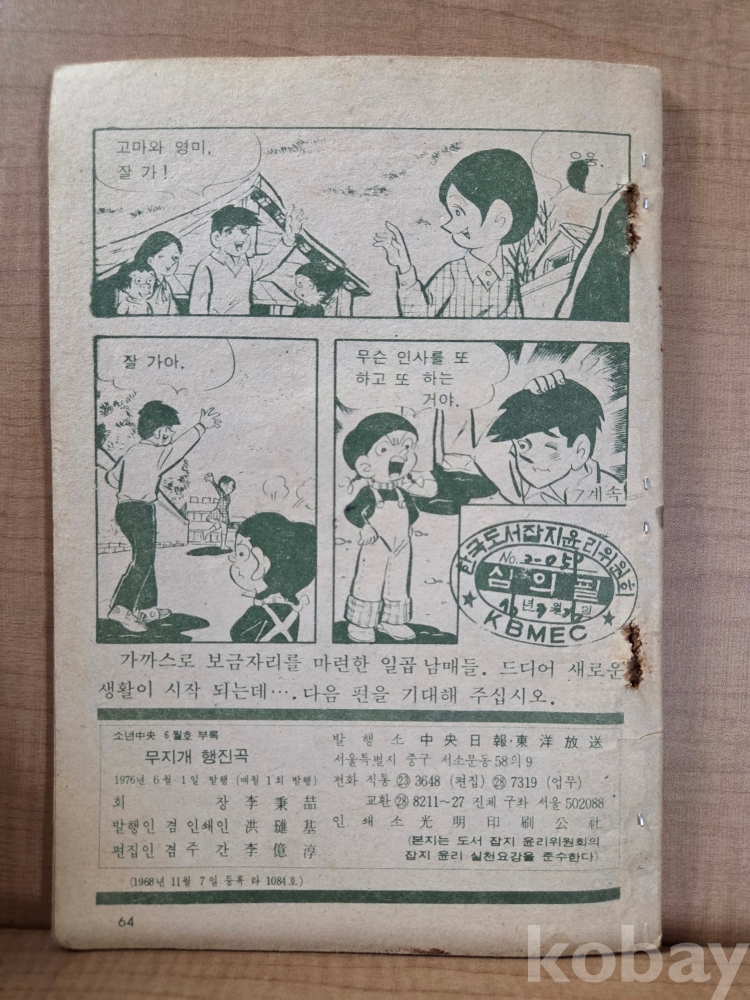 고마와 영미,
잘 가!
으응.
잘 가아.
무슨 인사를 또
하고 또 하는
거야.
계속
한국도서잡지윤리위원회
No.
심의필
년 월 일
KBMEC
가까스로 보금자리를 마련한 일곱 남매들. 드디어 새로운
생활이 시작 되는데…. 다음 편을 기대해 주십시오.
소년中央 6월호 부록
무지개 행진곡
1976년 6월 1일 발행 (매월 1회 발행)
회 장 李秉喆
발행인 겸 인쇄인 洪璡基
편집인 겸 주간 李億淳
(1968년 11월 7일 등록 라 1084호)
발행소 中央日報·東洋放送
서울특별시 중구 서소문동 58의 9
전화 직통 ㉓ 3648 (편집) ㉘ 7319 (업무)
교환 ㉘ 8211~27 진체 구좌 서울 502088
인쇄소 光明印刷公社
(본지는 도서 잡지 윤리위원회의
잡지 윤리 실천요강을 준수한다)
64
kobay